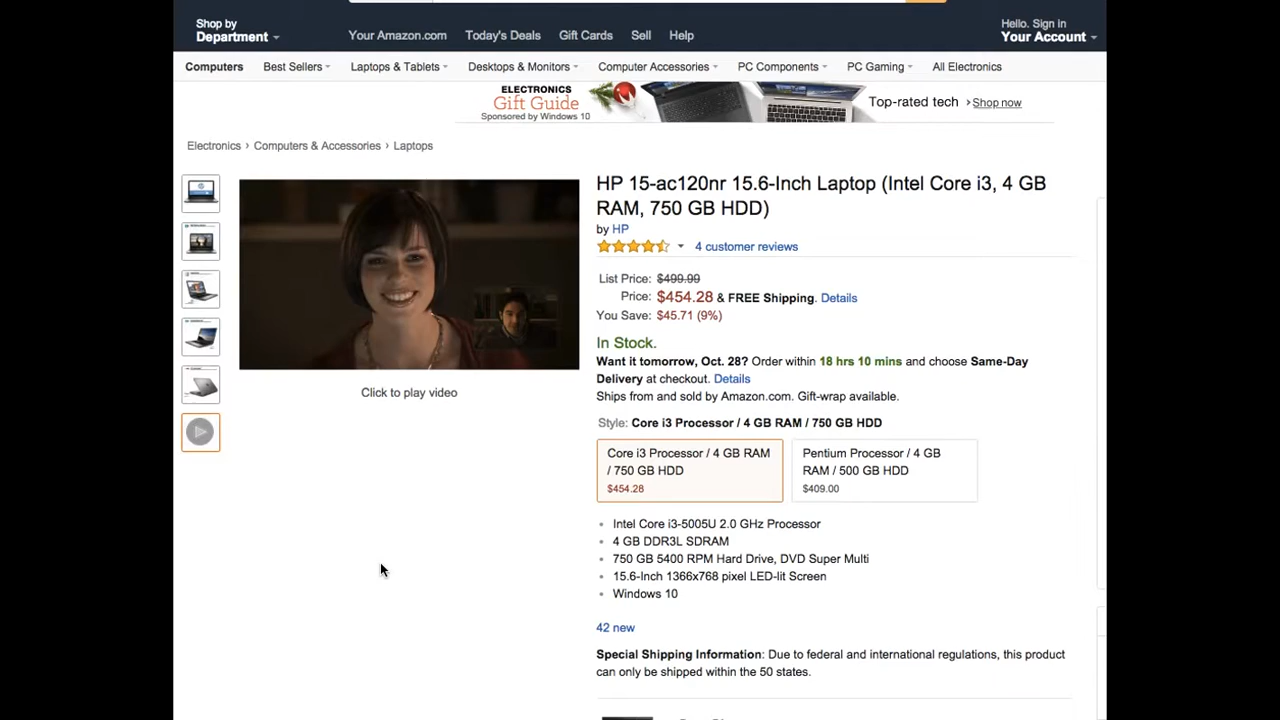 Shop by
Department
Your Amazon.com Today's Deals Gift Cards Sell Help
Hello. Sign in
Your Account
Computers Best Sellers Laptops & Tablets Desktops & Monitors Computer Accessories PC Components PC Gaming All Electronics
ELECTRONICS
Gift Guide
Sponsored by Windows 10
Top-rated tech Shop now
Electronics › Computers & Accessories › Laptops
HP 15-ac120nr 15.6-Inch Laptop (Intel Core i3, 4 GB
RAM, 750 GB HDD)
by HP
4 customer reviews
List Price: $499.99
Price: $454.28 & FREE Shipping. Details
You Save: $45.71 (9%)
In Stock.
Want it tomorrow, Oct. 28? Order within 18 hrs 10 mins and choose Same-Day
Delivery at checkout. Details
Ships from and sold by Amazon.com. Gift-wrap available.
Click to play video
Style: Core i3 Processor / 4 GB RAM / 750 GB HDD
Core i3 Processor / 4 GB RAM
/ 750 GB HDD
$454.28
Pentium Processor / 4 GB
RAM / 500 GB HDD
$409.00
• Intel Core i3-5005U 2.0 GHz Processor
• 4 GB DDR3L SDRAM
• 750 GB 5400 RPM Hard Drive, DVD Super Multi
• 15.6-Inch 1366x768 pixel LED-lit Screen
• Windows 10
42 new
Special Shipping Information: Due to federal and international regulations, this product
can only be shipped within the 50 states.